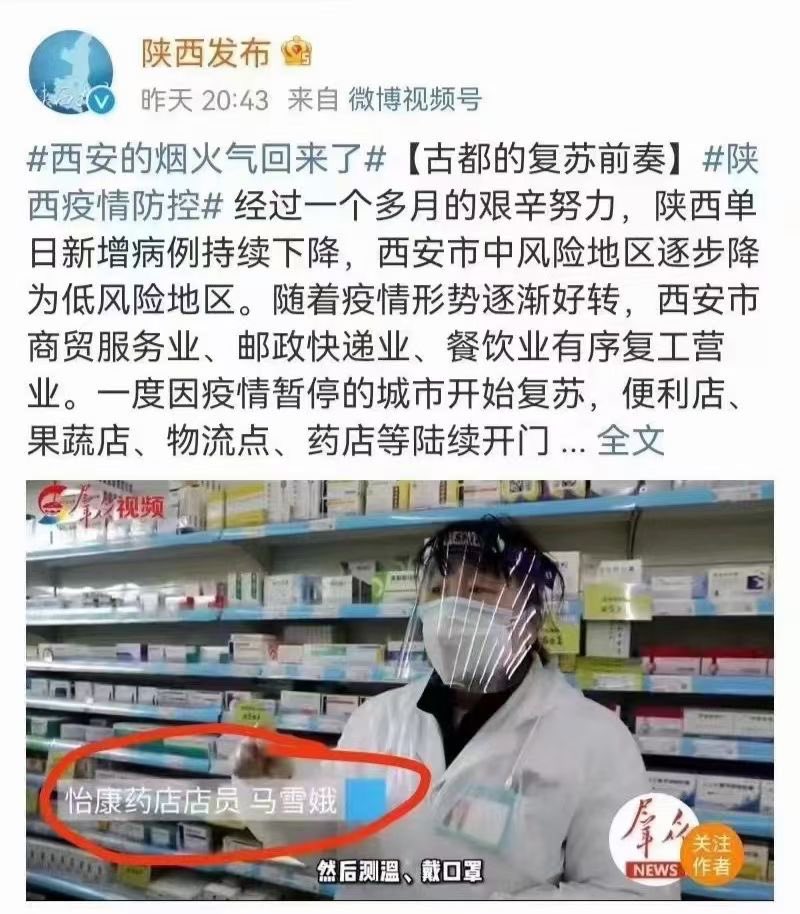 陕西发布
昨天 20:43 来自 微博视频号
#西安的烟火气回来了#【古都的复苏前奏】#陕
西疫情防控# 经过一个多月的艰辛努力，陕西单
日新增病例持续下降，西安市中风险地区逐步降
为低风险地区。随着疫情形势逐渐好转，西安市
商贸服务业、邮政快递业、餐饮业有序复工营
业。一度因疫情暂停的城市开始复苏，便利店、
果蔬店、物流点、药店等陆续开门 ... 全文
群众视频
怡康药店店员 马雪娥
然后测温、戴口罩
群众
NEWS
关注
作者